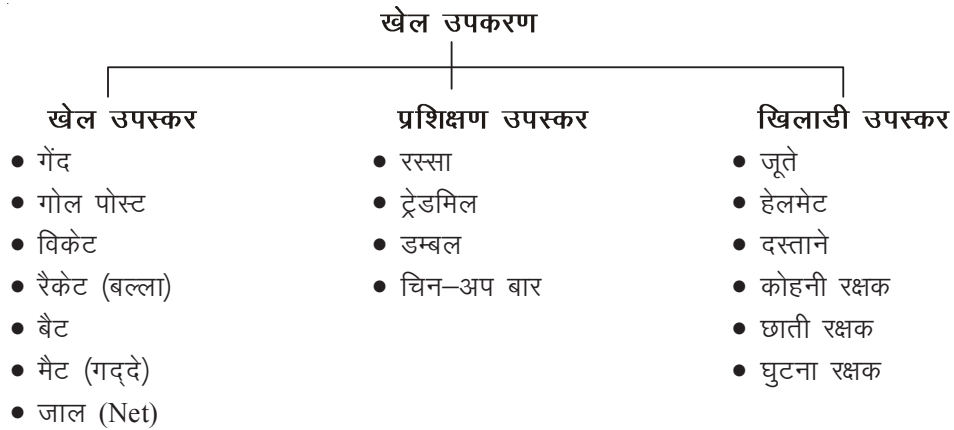 खेल उपकरण
खेल उपस्कर
• गेंद
• गोल पोस्ट
• विकेट
• रैकेट (बल्ला)
• बैट
• मैट (गद्‌दे)
• जाल (Net)
प्रशिक्षण उपस्कर
• रस्सा
• ट्रेडमिल
• डम्बल
• चिन–अप बार
खिलाडी उपस्कर
• जूते
• हेलमेट
• दस्ताने
• कोहनी रक्षक
• छाती रक्षक
• घुटना रक्षक